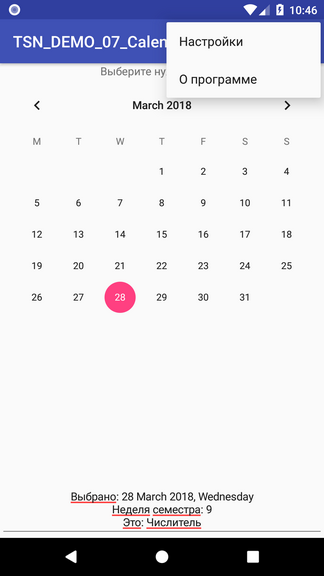 10:46
TSN_DEMO_07_Calen
Настройки
О программе
Выберите ну
March 2018
M T W T F S S
1 2 3 4
5 6 7 8 9 10 11
12 13 14 15 16 17 18
19 20 21 22 23 24 25
26 27 28 29 30 31
Выбрано: 28 March 2018, Wednesday
Неделя семестра: 9
Это: Числитель